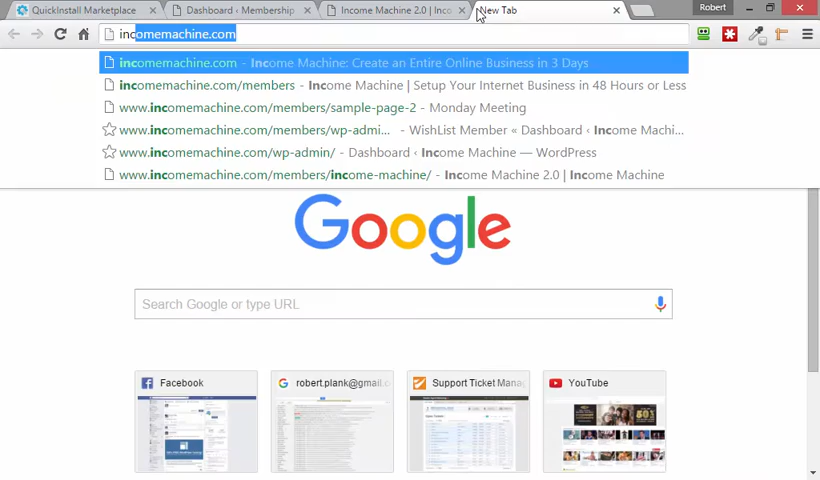 QuickInstall Marketplace
Dashboard ‹ Membership
Income Machine 2.0 | Inco
New Tab
Robert
incomemachine.com
incomemachine.com - Income Machine: Create an Entire Online Business in 3 Days
incomemachine.com/members - Income Machine | Setup Your Internet Business in 48 Hours or Less
www.incomemachine.com/members/sample-page-2 - Monday Meeting
www.incomemachine.com/members/wp-admi... - WishList Member « Dashboard ‹ Income Machi...
www.incomemachine.com/wp-admin/ - Dashboard ‹ Income Machine — WordPress
www.incomemachine.com/members/income-machine/ - Income Machine 2.0 | Income Machine
Google
Search Google or type URL
Facebook
robert.plank@gmail.c
Support Ticket Mana
YouTube